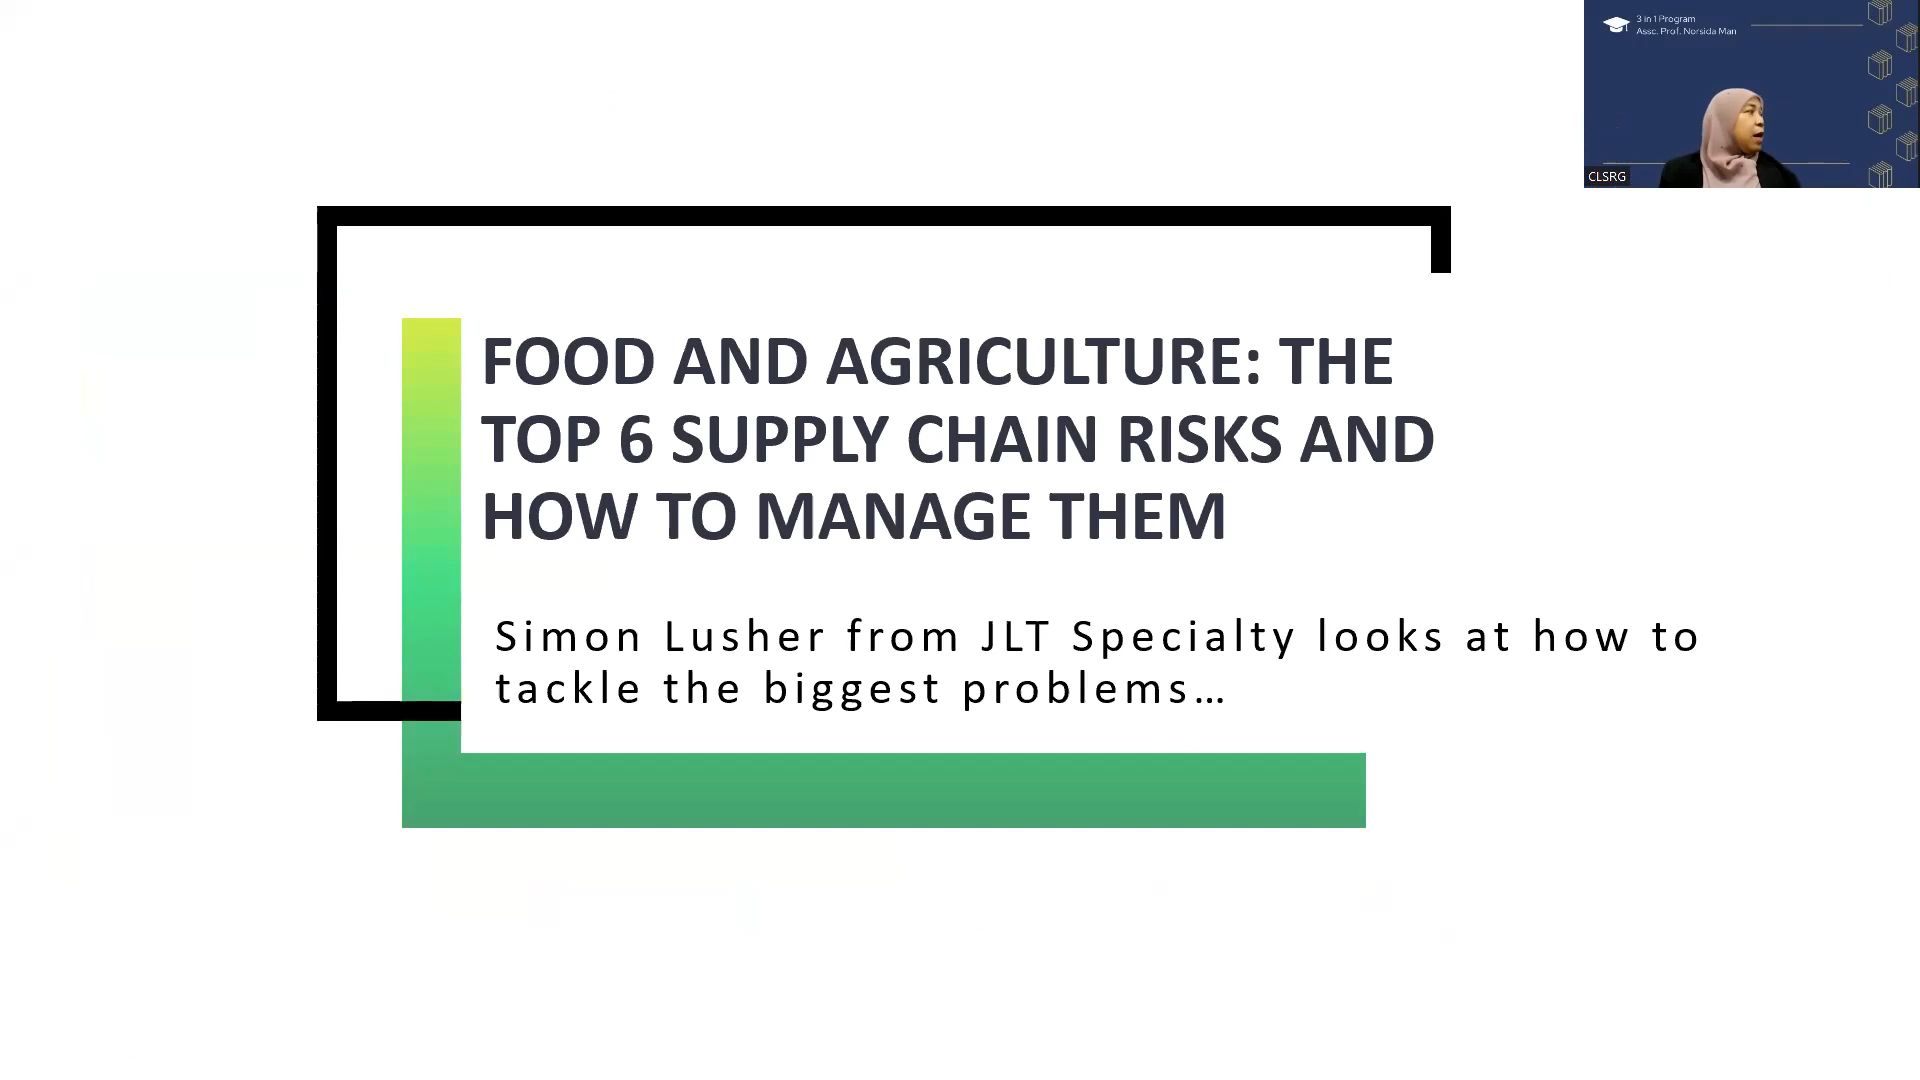 3 in 1 Program
Assc. Prof. Norsida Man
CLSRG
FOOD AND AGRICULTURE: THE
TOP 6 SUPPLY CHAIN RISKS AND
HOW TO MANAGE THEM
Simon Lusher from JLT Specialty looks at how to
tackle the biggest problems…